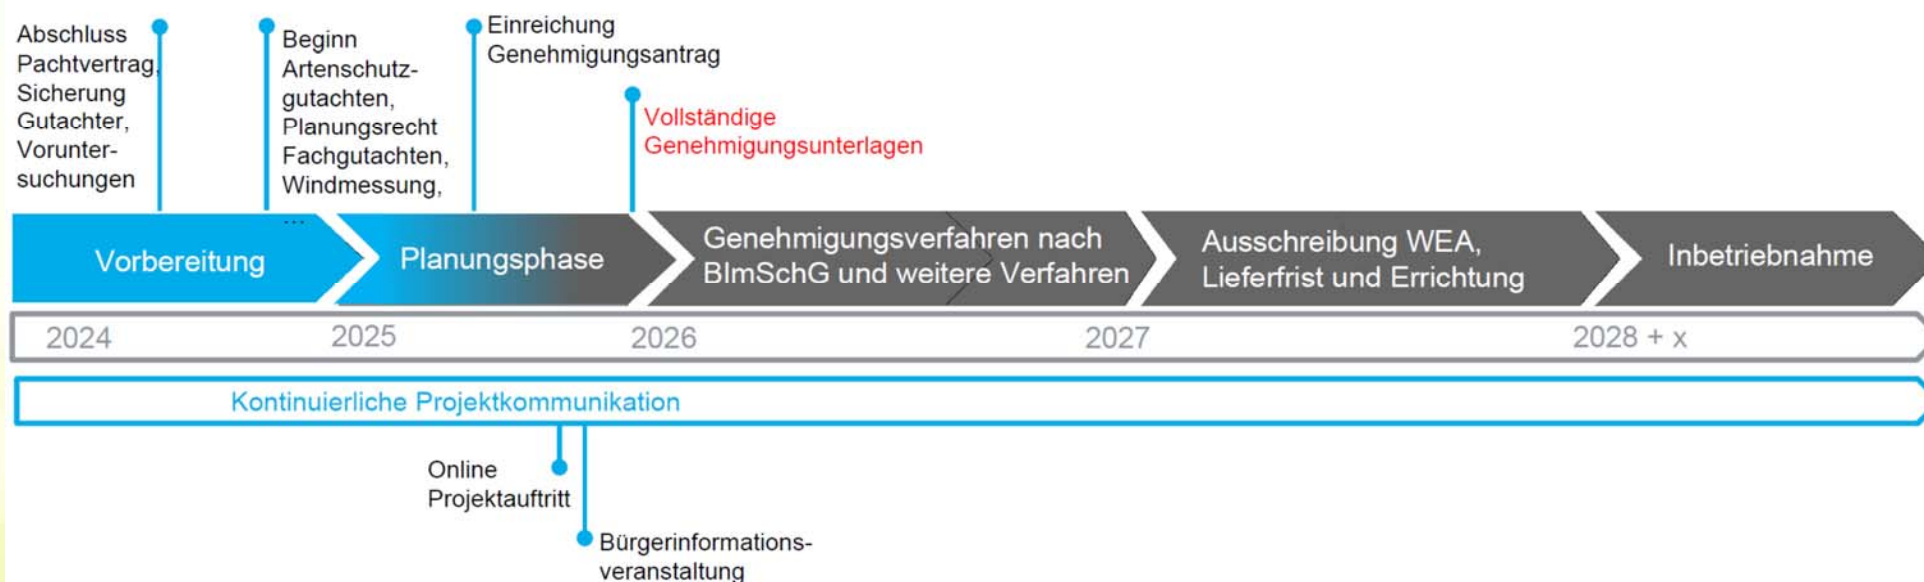 Abschluss
Pachtvertrag,
Sicherung
Gutachter,
Vorunter-
suchungen
Beginn
Artenschutz-
gutachten,
Planungsrecht
Fachgutachten,
Windmessung,
...
Einreichung
Genehmigungsantrag
Vollständige
Genehmigungsunterlagen
Vorbereitung
Planungsphase
Genehmigungsverfahren nach
BImSchG und weitere Verfahren
Ausschreibung WEA,
Lieferfrist und Errichtung
Inbetriebnahme
2024
2025
2026
2027
2028 + x
Kontinuierliche Projektkommunikation
Online
Projektauftritt
Bürgerinformations-
veranstaltung